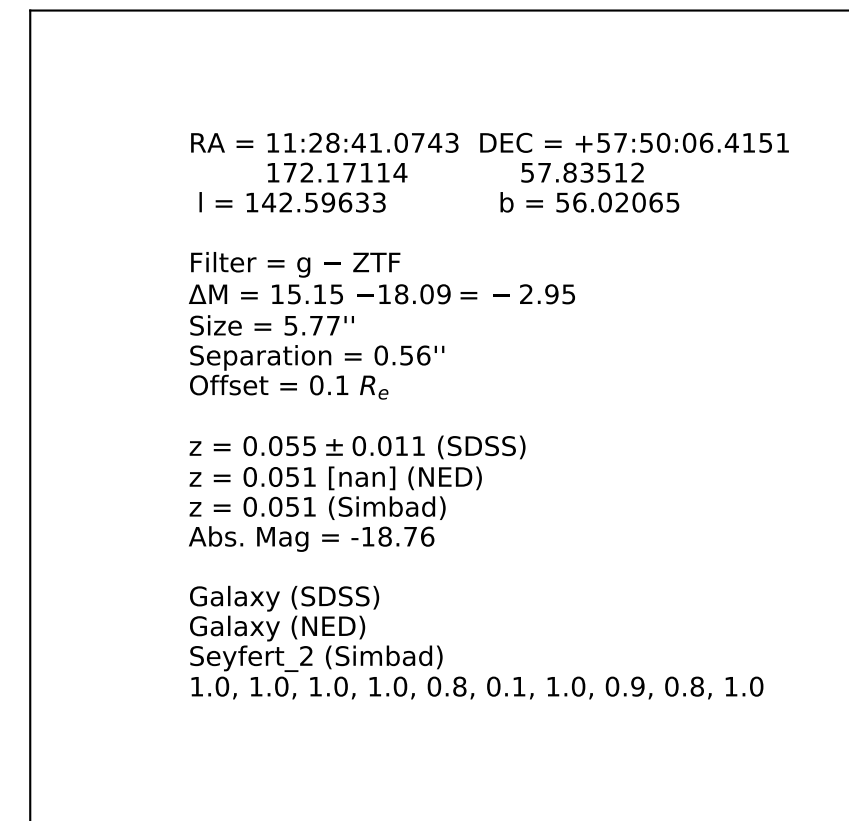 RA = 11:28:41.0743 DEC = +57:50:06.4151
172.17114 57.83512
l = 142.59633 b = 56.02065
Filter = g − ZTF
ΔM = 15.15 −18.09 = − 2.95
Size = 5.77''
Separation = 0.56''
Offset = 0.1 Re
z = 0.055 ± 0.011 (SDSS)
z = 0.051 [nan] (NED)
z = 0.051 (Simbad)
Abs. Mag = -18.76
Galaxy (SDSS)
Galaxy (NED)
Seyfert_2 (Simbad)
1.0, 1.0, 1.0, 1.0, 0.8, 0.1, 1.0, 0.9, 0.8, 1.0